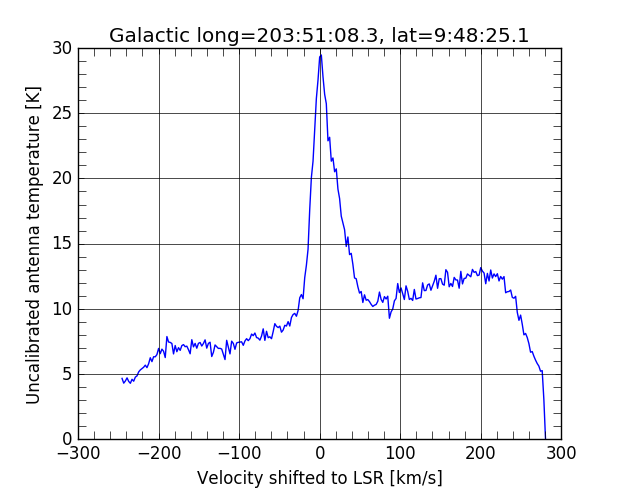 Galactic long=203:51:08.3, lat=9:48:25.1
Uncalibrated antenna temperature [K]
30
25
20
15
10
5
0
−300 −200 −100 0 100 200 300
Velocity shifted to LSR [km/s]